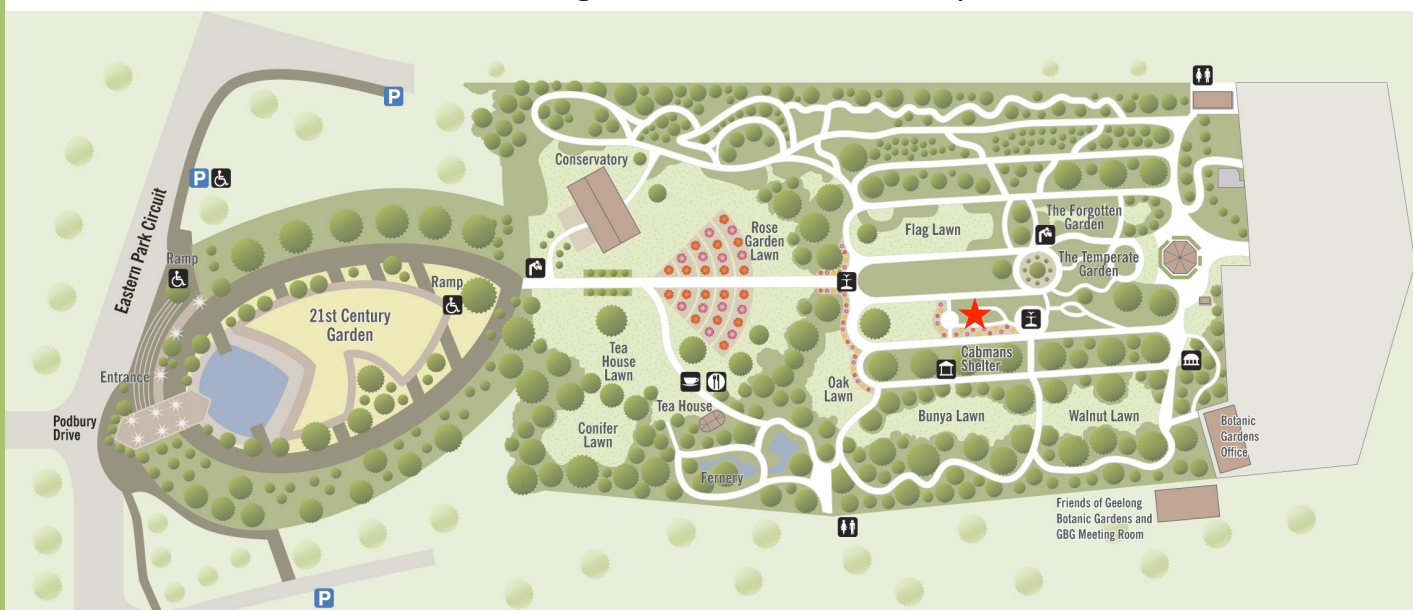 P
Conservatory
P
Eastern Park Circuit
Rose
Garden
Lawn
Flag Lawn
The Forgotten
Garden
The Temperate
Garden
Ramp
Ramp
21st Century
Garden
Tea
House
Lawn
Cabmans
Shelter
Entrance
Oak
Lawn
Tea House
Bunya Lawn
Walnut Lawn
Podbury
Drive
Conifer
Lawn
Botanic
Gardens
Office
Fernery
Friends of Geelong
Botanic Gardens and
GBG Meeting Room
P